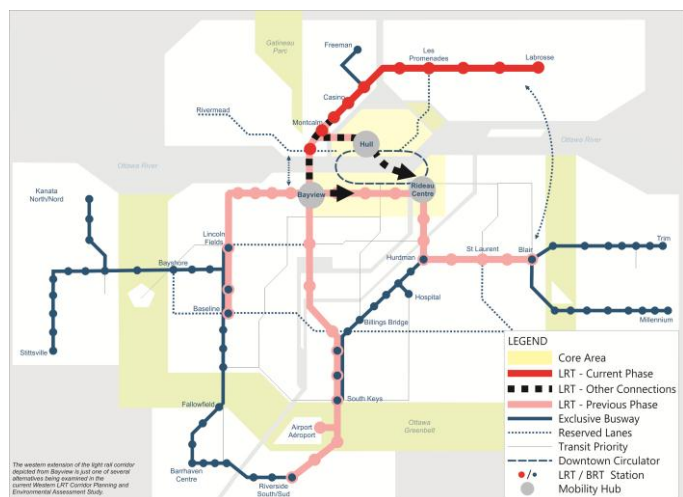 Gatineau
Parc
Freeman
Les
Promenades
Labrosse
Casino
Rivermead
Montcalm
Hull
Ottawa River
Ottawa River
Kanata
North/Nord
Bayview
Rideau
Centre
Lincoln
Fields
Bayshore
Hurdman
St Laurent
Blair
Trim
Hospital
Baseline
Billings Bridge
Millennium
Stittsville
Fallowfield
South Keys
Airport
Aéroport
Ottawa
Greenbelt
Barrhaven
Centre
Riverside
South/Sud
The western extension of the light rail corridor
depicted from Bayview is just one of several
alternatives being examined in the
current Western LRT Corridor Planning and
Environmental Assessment Study.
LEGEND
Core Area
LRT - Current Phase
LRT - Other Connections
LRT - Previous Phase
Exclusive Busway
Reserved Lanes
Transit Priority
Downtown Circulator
LRT / BRT Station
Mobility Hub